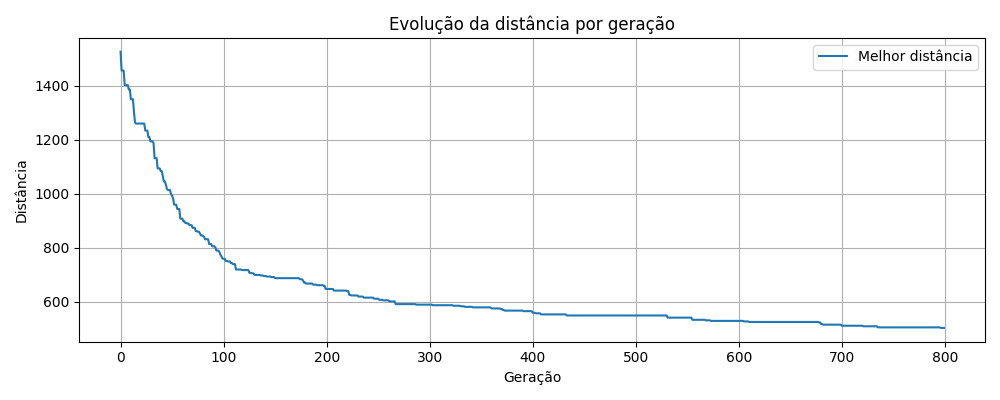 Evolução da distância por geração
Melhor distância
Distância
1400
1200
1000
800
600
0 100 200 300 400 500 600 700 800
Geração